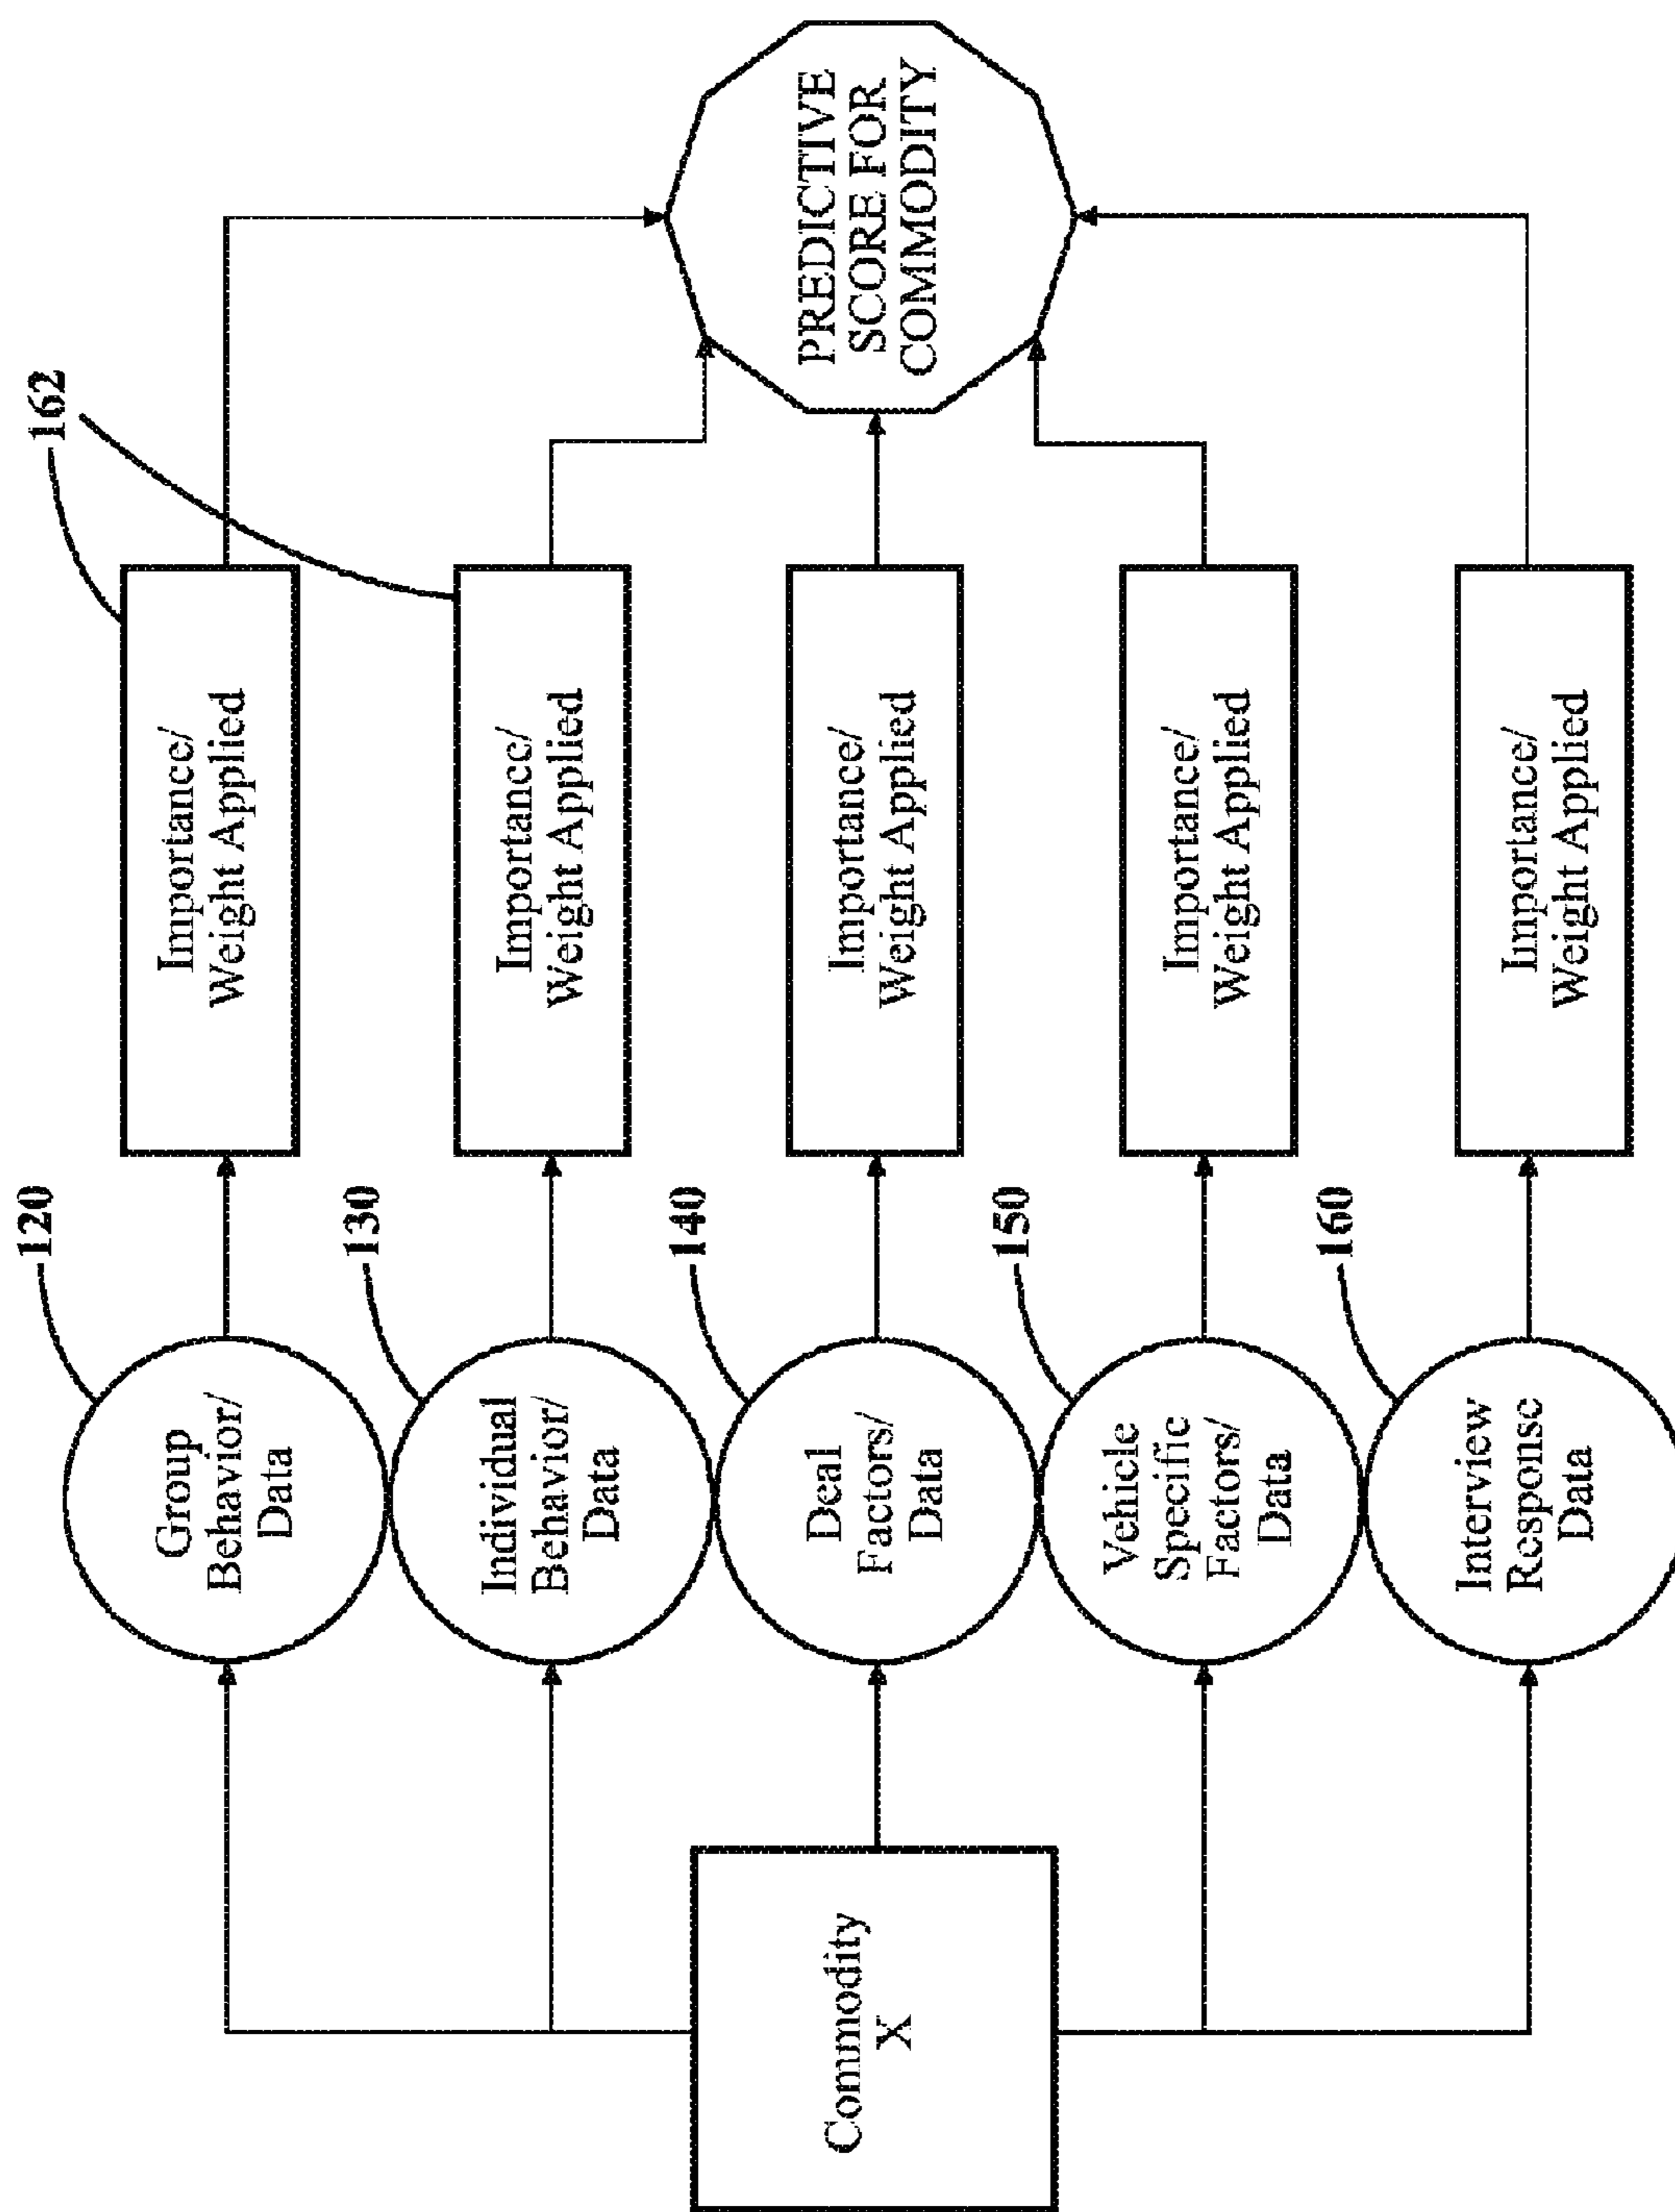 Commodity
X
120
Group
Behavior/
Data
130
Individual
Behavior/
Data
140
Deal
Factors/
Data
150
Vehicle
Specific
Factors/
Data
160
Interview
Response
Data
162
Importance/
Weight Applied
Importance/
Weight Applied
Importance/
Weight Applied
Importance/
Weight Applied
Importance/
Weight Applied
PREDICTIVE
SCORE FOR
COMMODITY